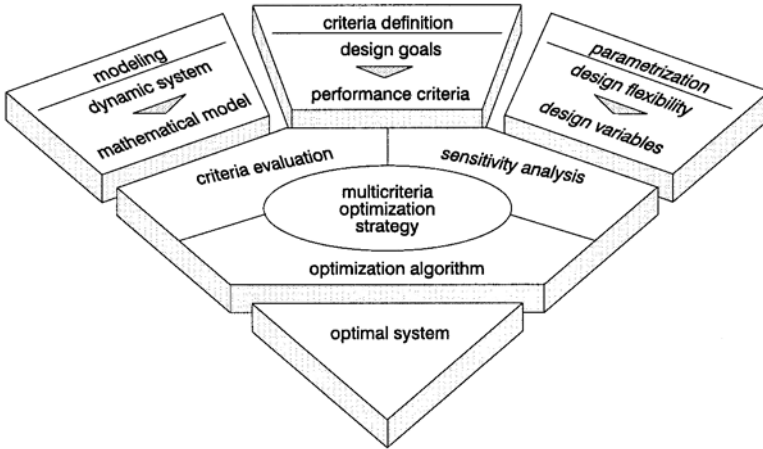 modeling
dynamic system
mathematical model
criteria definition
design goals
performance criteria
parametrization
design flexibility
design variables
criteria evaluation
sensitivity analysis
multicriteria
optimization
strategy
optimization algorithm
optimal system